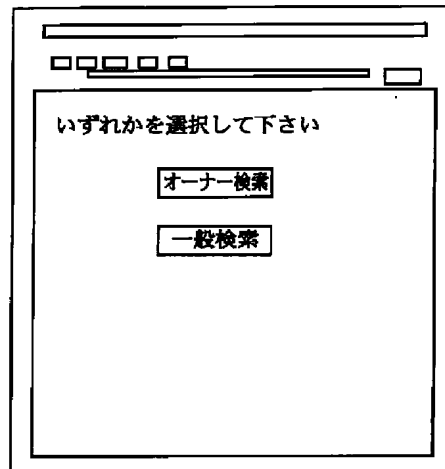 いずれかを選択して下さい
オーナー検索
一般検索